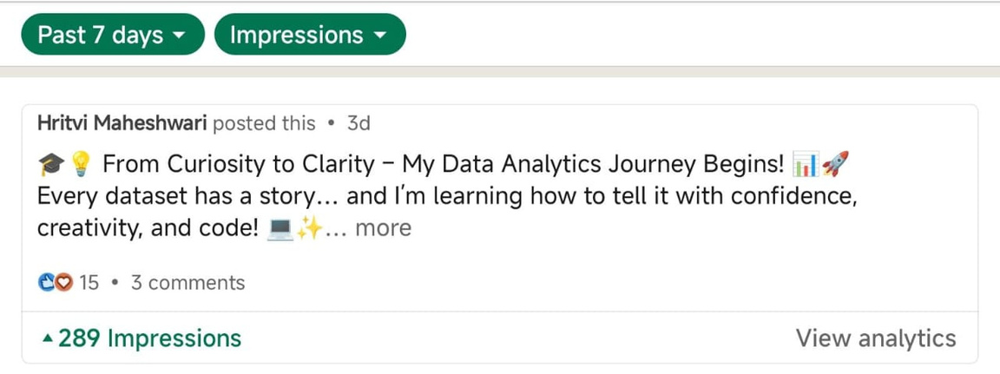 Past 7 days Impressions
Hritvi Maheshwari posted this • 3d
🎓💡 From Curiosity to Clarity – My Data Analytics Journey Begins! 📊🚀
Every dataset has a story... and I'm learning how to tell it with confidence,
creativity, and code! 💻✨... more
15 • 3 comments
289 Impressions View analytics